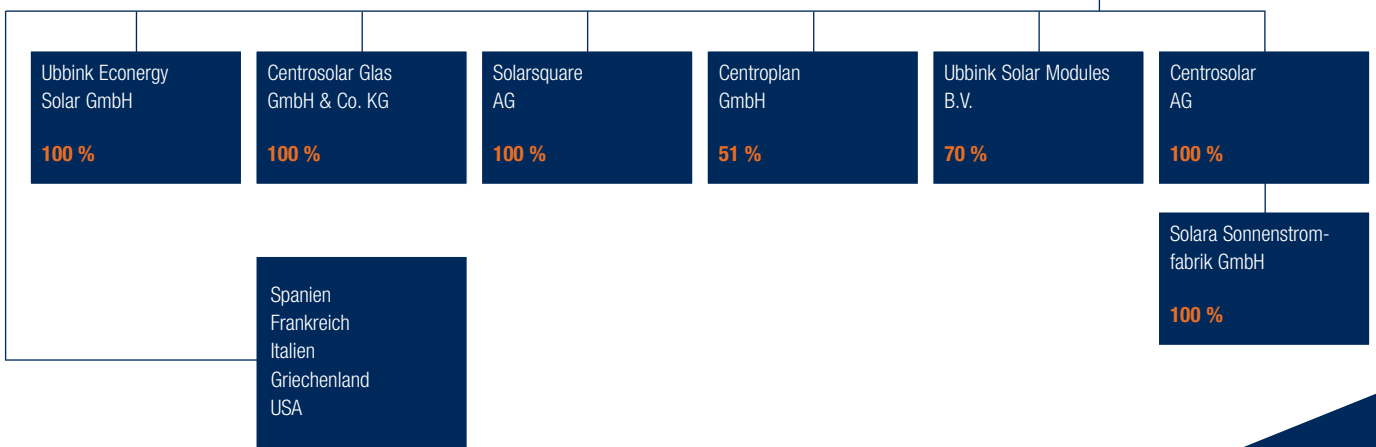 Ubbink Econergy
Solar GmbH
100 %
Centrosolar Glas
GmbH & Co. KG
100 %
Solarsquare
AG
100 %
Centroplan
GmbH
51 %
Ubbink Solar Modules
B.V.
70 %
Centrosolar
AG
100 %
Solara Sonnenstrom-
fabrik GmbH
100 %
Spanien
Frankreich
Italien
Griechenland
USA